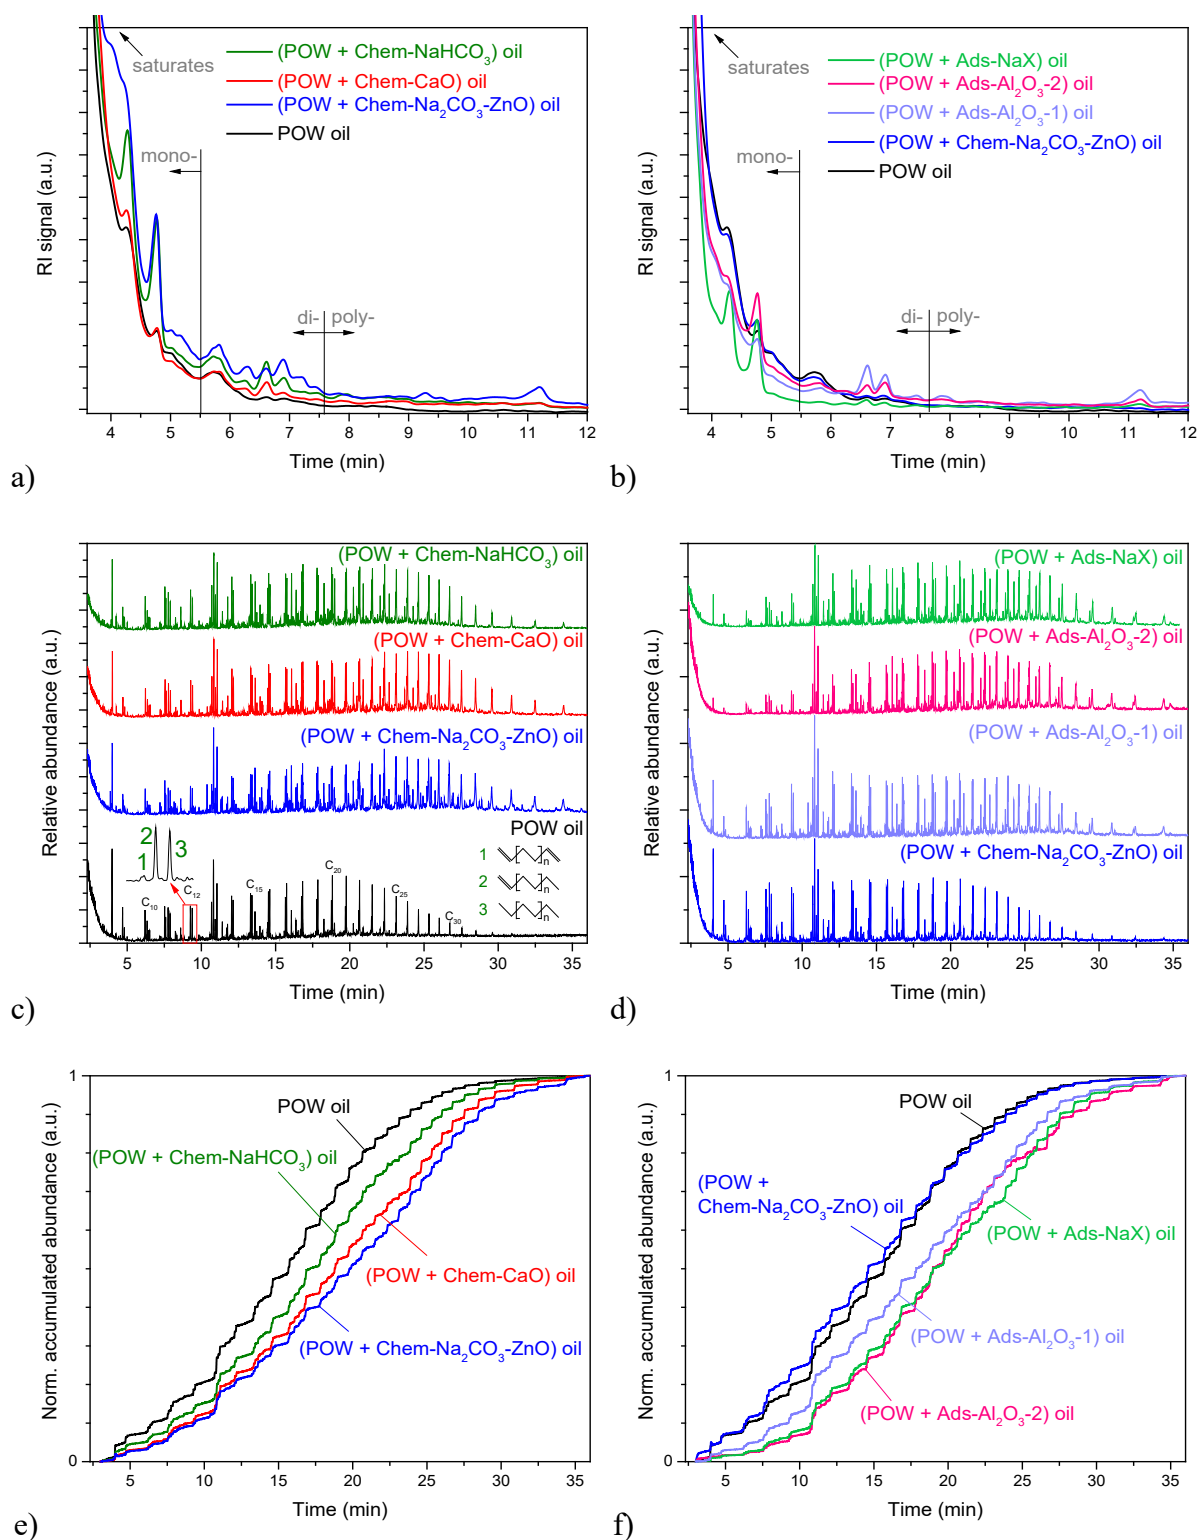 saturates
(POW + Chem-NaHCO₃) oil
(POW + Chem-CaO) oil
(POW + Chem-Na₂CO₃-ZnO) oil
POW oil
mono-
di-
poly-
RI signal (a.u.)
4 5 6 7 8 9 10 11 12
Time (min)
a)
saturates
(POW + Ads-NaX) oil
(POW + Ads-Al₂O₃-2) oil
(POW + Ads-Al₂O₃-1) oil
(POW + Chem-Na₂CO₃-ZnO) oil
POW oil
mono-
di-
poly-
RI signal (a.u.)
4 5 6 7 8 9 10 11 12
Time (min)
b)
(POW + Chem-NaHCO₃) oil
(POW + Chem-CaO) oil
(POW + Chem-Na₂CO₃-ZnO) oil
POW oil
2
1
3
C₁₀
C₁₂
C₁₅
C₂₀
C₂₅
C₃₀
1
n
2
n
3
n
Relative abundance (a.u.)
5 10 15 20 25 30 35
Time (min)
c)
(POW + Ads-NaX) oil
(POW + Ads-Al₂O₃-2) oil
(POW + Ads-Al₂O₃-1) oil
(POW + Chem-Na₂CO₃-ZnO) oil
Relative abundance (a.u.)
5 10 15 20 25 30 35
Time (min)
d)
1
POW oil
(POW + Chem-NaHCO₃) oil
(POW + Chem-CaO) oil
(POW + Chem-Na₂CO₃-ZnO) oil
Norm. accumulated abundance (a.u.)
0
5 10 15 20 25 30 35
Time (min)
e)
1
POW oil
(POW +
Chem-Na₂CO₃-ZnO) oil
(POW + Ads-NaX) oil
(POW + Ads-Al₂O₃-1) oil
(POW + Ads-Al₂O₃-2) oil
Norm. accumulated abundance (a.u.)
0
5 10 15 20 25 30 35
Time (min)
f)